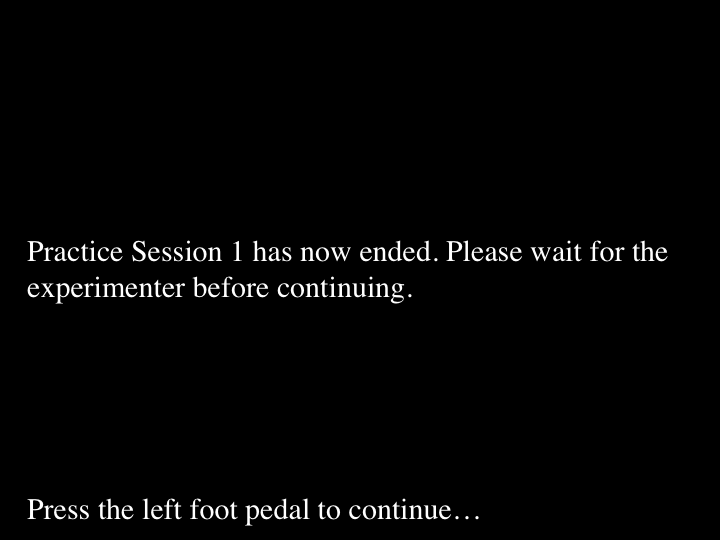 Practice Session 1 has now ended. Please wait for the
experimenter before continuing.
Press the left foot pedal to continue…